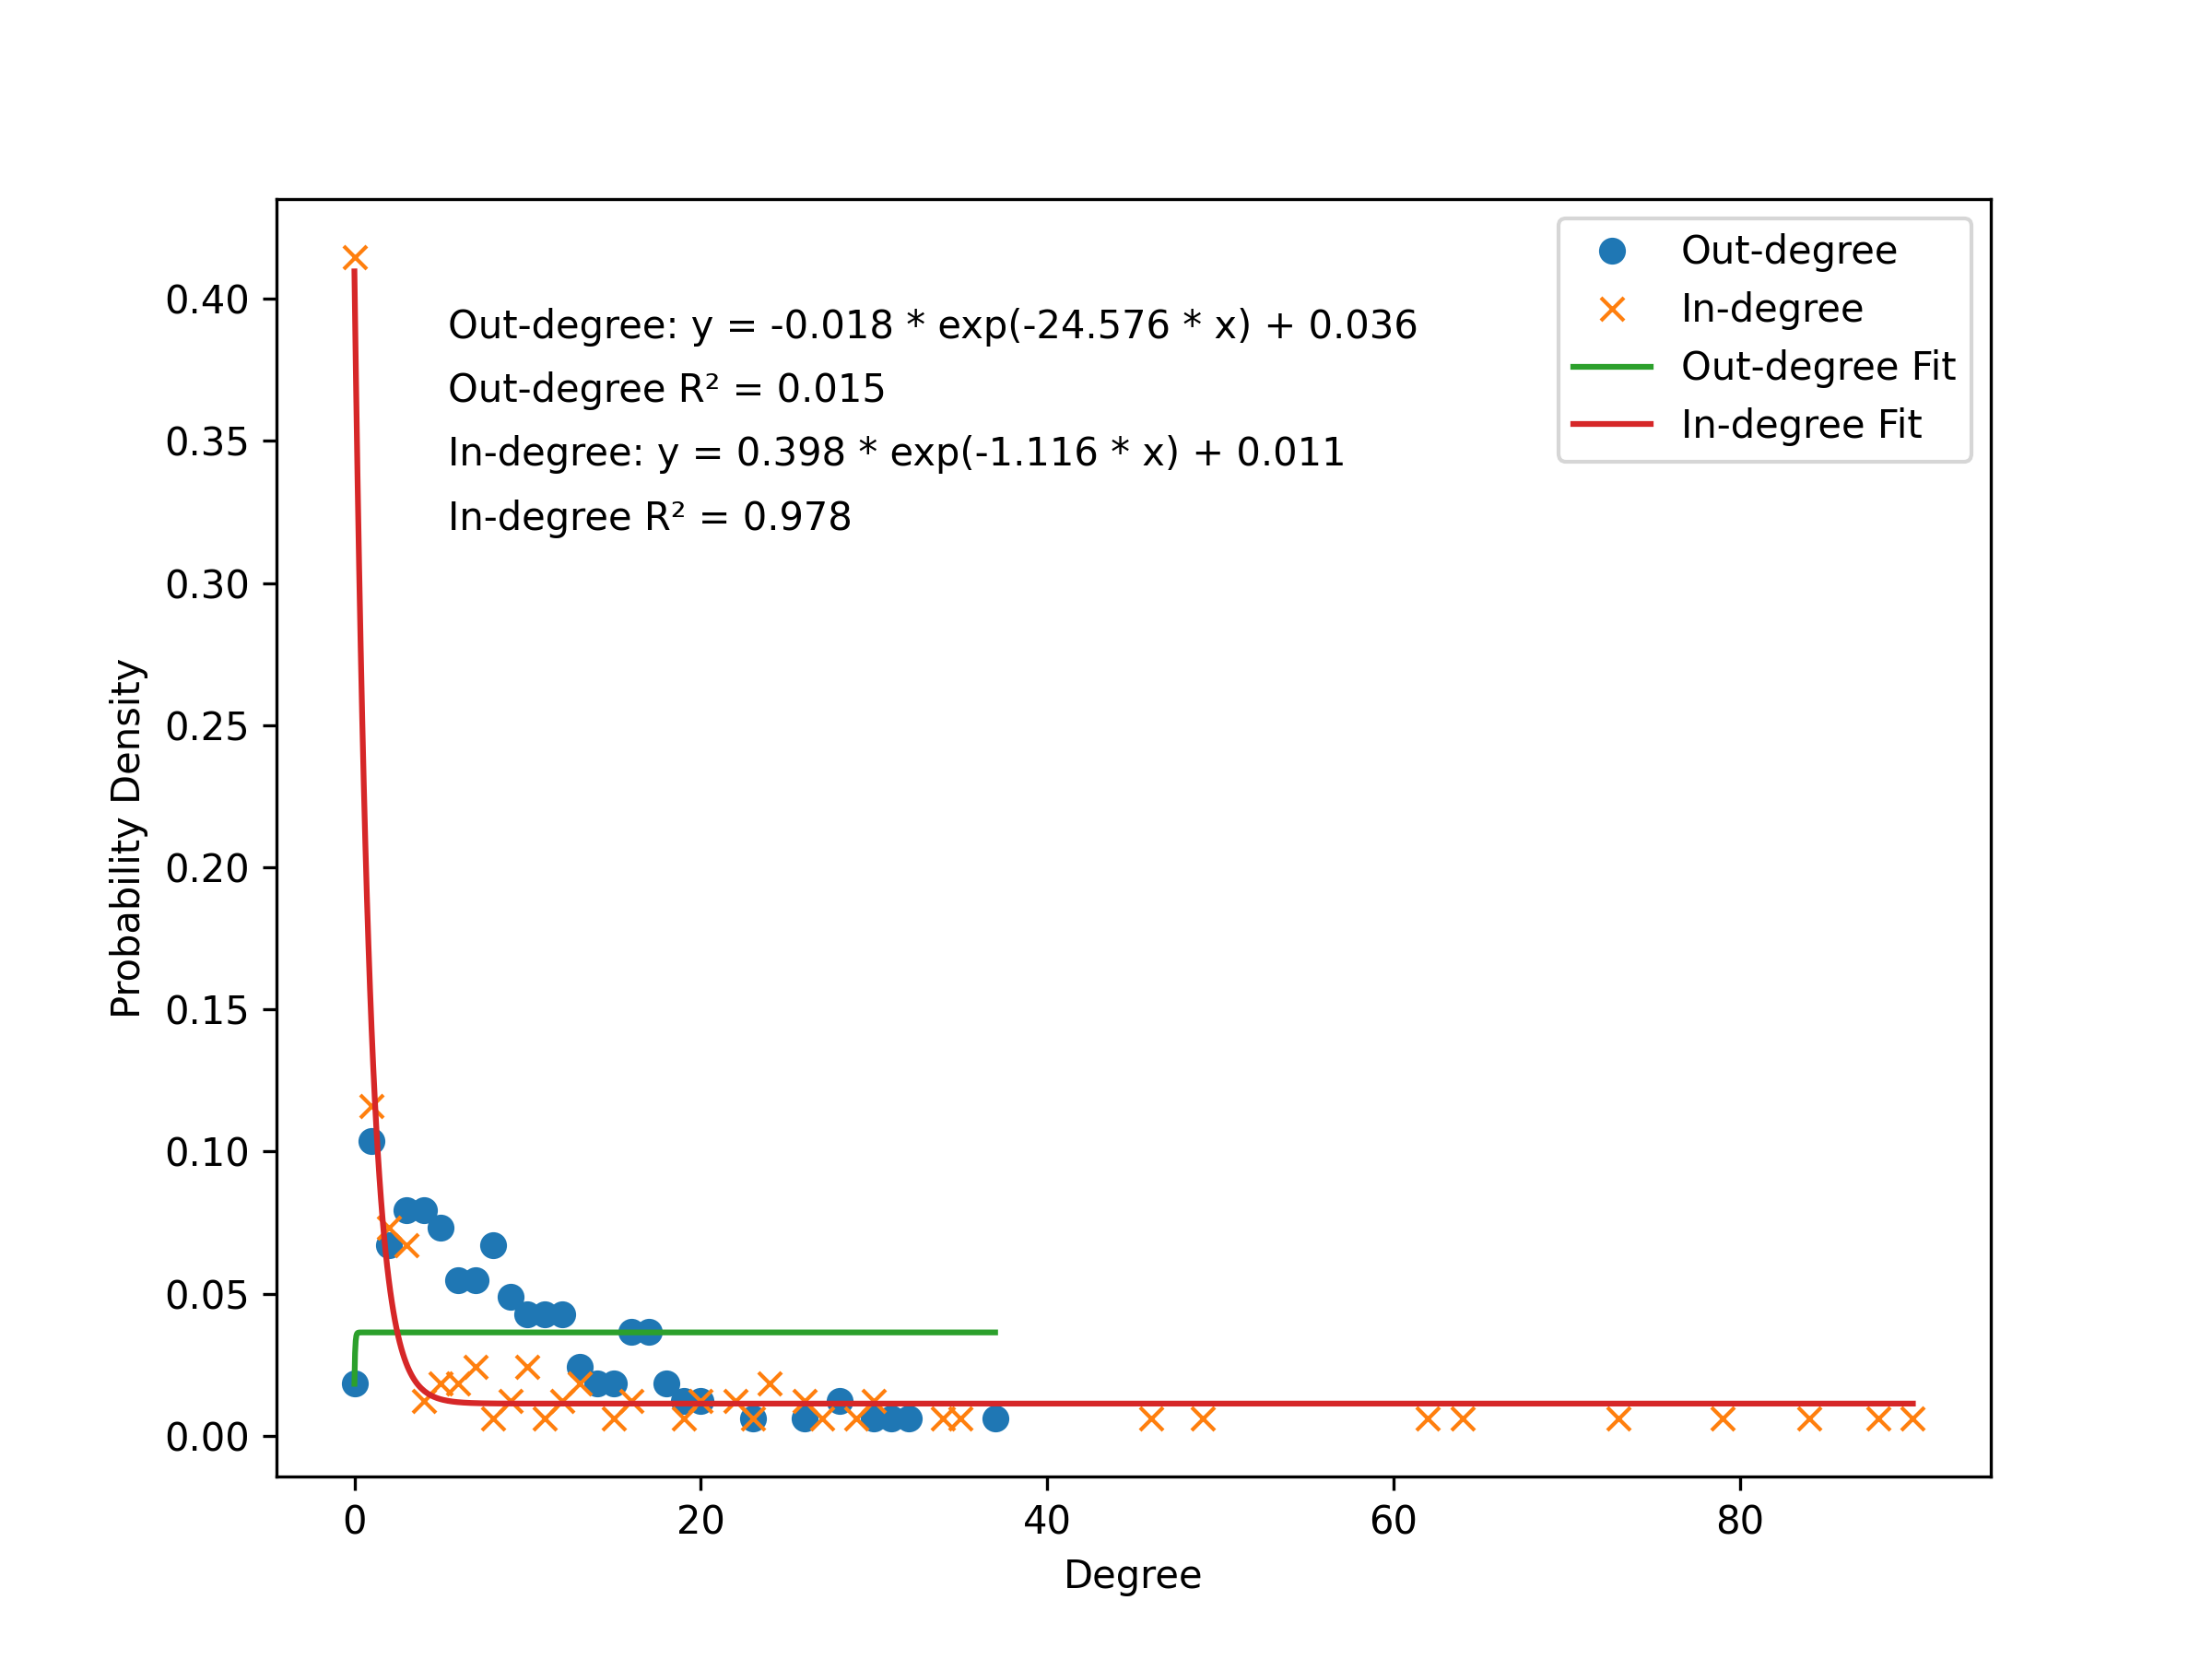 Out-degree
In-degree
Out-degree Fit
In-degree Fit
Out-degree: y = -0.018 * exp(-24.576 * x) + 0.036
Out-degree R² = 0.015
In-degree: y = 0.398 * exp(-1.116 * x) + 0.011
In-degree R² = 0.978
Probability Density
0.40
0.35
0.30
0.25
0.20
0.15
0.10
0.05
0.00
0 20 40 60 80
Degree